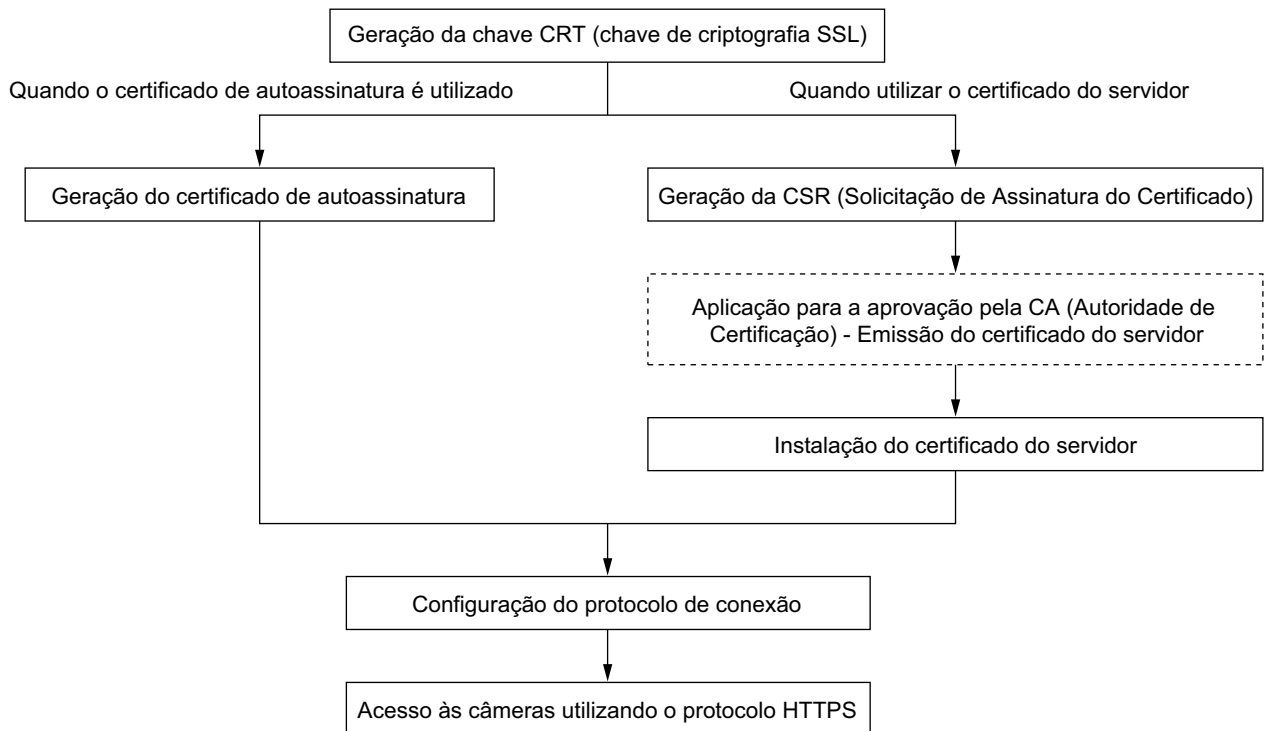 Geração da chave CRT (chave de criptografia SSL)
Quando o certificado de autoassinatura é utilizado
Quando utilizar o certificado do servidor
Geração do certificado de autoassinatura
Geração da CSR (Solicitação de Assinatura do Certificado)
Aplicação para a aprovação pela CA (Autoridade de
Certificação) - Emissão do certificado do servidor
Instalação do certificado do servidor
Configuração do protocolo de conexão
Acesso às câmeras utilizando o protocolo HTTPS